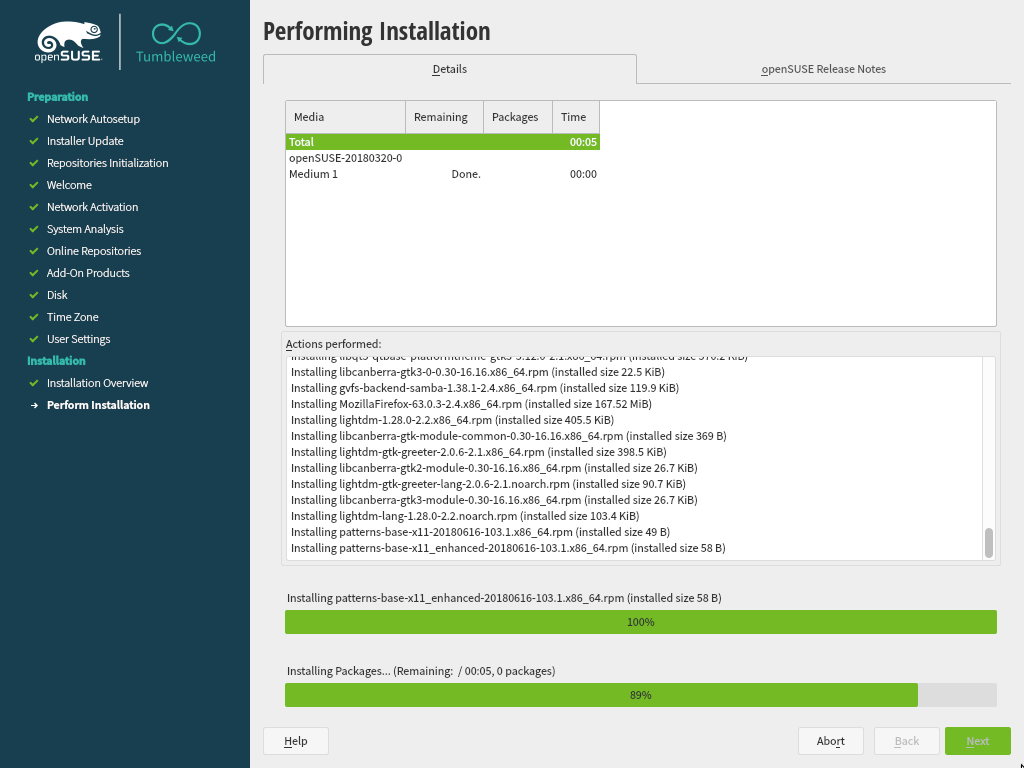 openSUSE
Tumbleweed
Preparation
Network Autosetup
Installer Update
Repositories Initialization
Welcome
Network Activation
System Analysis
Online Repositories
Add-On Products
Disk
Time Zone
User Settings
Installation
Installation Overview
Perform Installation
Performing Installation
Details
openSUSE Release Notes
Media Remaining Packages Time
Total 00:05
openSUSE-20180320-0
Medium 1 Done. 00:00
Actions performed:
Installing libcanberra-gtk3-0-0.30-16.16.x86_64.rpm (installed size 22.5 KiB)
Installing gvfs-backend-samba-1.38.1-2.4.x86_64.rpm (installed size 119.9 KiB)
Installing MozillaFirefox-63.0.3-2.4.x86_64.rpm (installed size 167.52 MiB)
Installing lightdm-1.28.0-2.2.x86_64.rpm (installed size 405.5 KiB)
Installing libcanberra-gtk-module-common-0.30-16.16.x86_64.rpm (installed size 369 B)
Installing lightdm-gtk-greeter-2.0.6-2.1.x86_64.rpm (installed size 398.5 KiB)
Installing libcanberra-gtk2-module-0.30-16.16.x86_64.rpm (installed size 26.7 KiB)
Installing lightdm-gtk-greeter-lang-2.0.6-2.1.noarch.rpm (installed size 90.7 KiB)
Installing libcanberra-gtk3-module-0.30-16.16.x86_64.rpm (installed size 26.7 KiB)
Installing lightdm-lang-1.28.0-2.2.noarch.rpm (installed size 103.4 KiB)
Installing patterns-base-x11-20180616-103.1.x86_64.rpm (installed size 49 B)
Installing patterns-base-x11_enhanced-20180616-103.1.x86_64.rpm (installed size 58 B)
Installing patterns-base-x11_enhanced-20180616-103.1.x86_64.rpm (installed size 58 B)
100%
Installing Packages... (Remaining:  / 00:05, 0 packages)
89%
Help
Abort
Back
Next